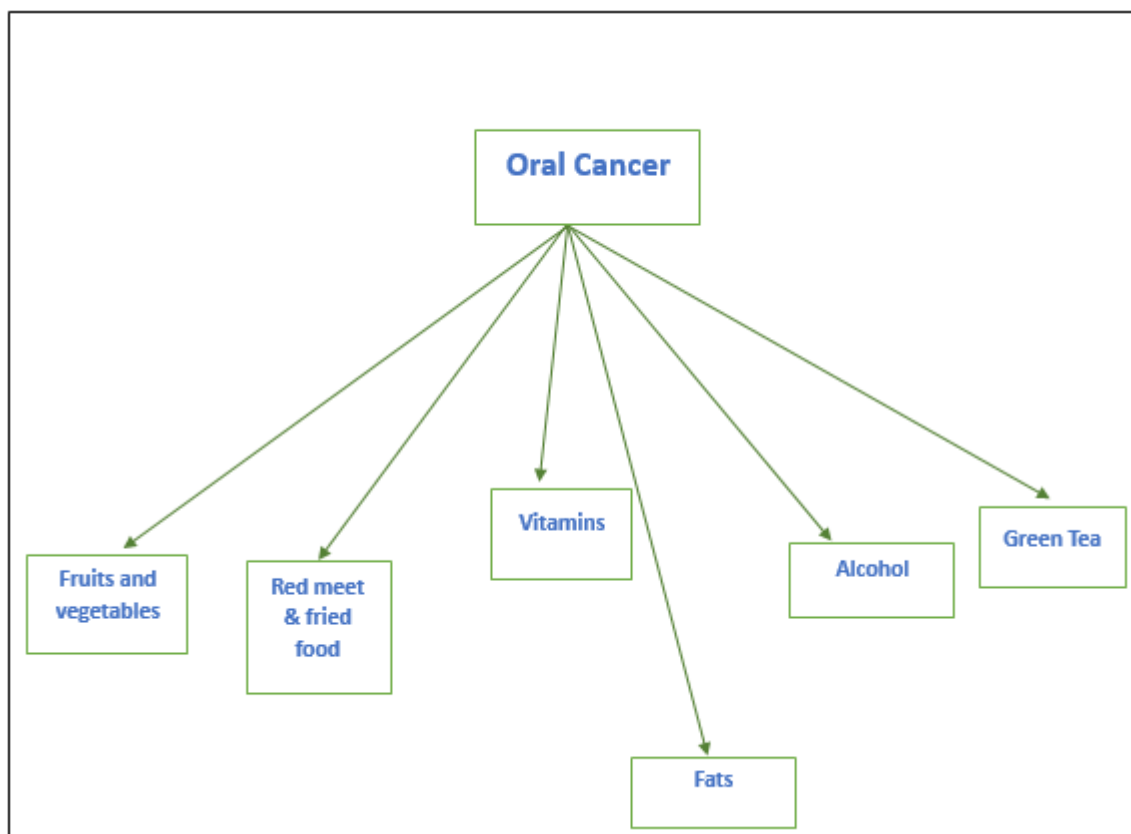 Oral Cancer
Fruits and
vegetables
Red meet
& fried
food
Vitamins
Fats
Alcohol
Green Tea